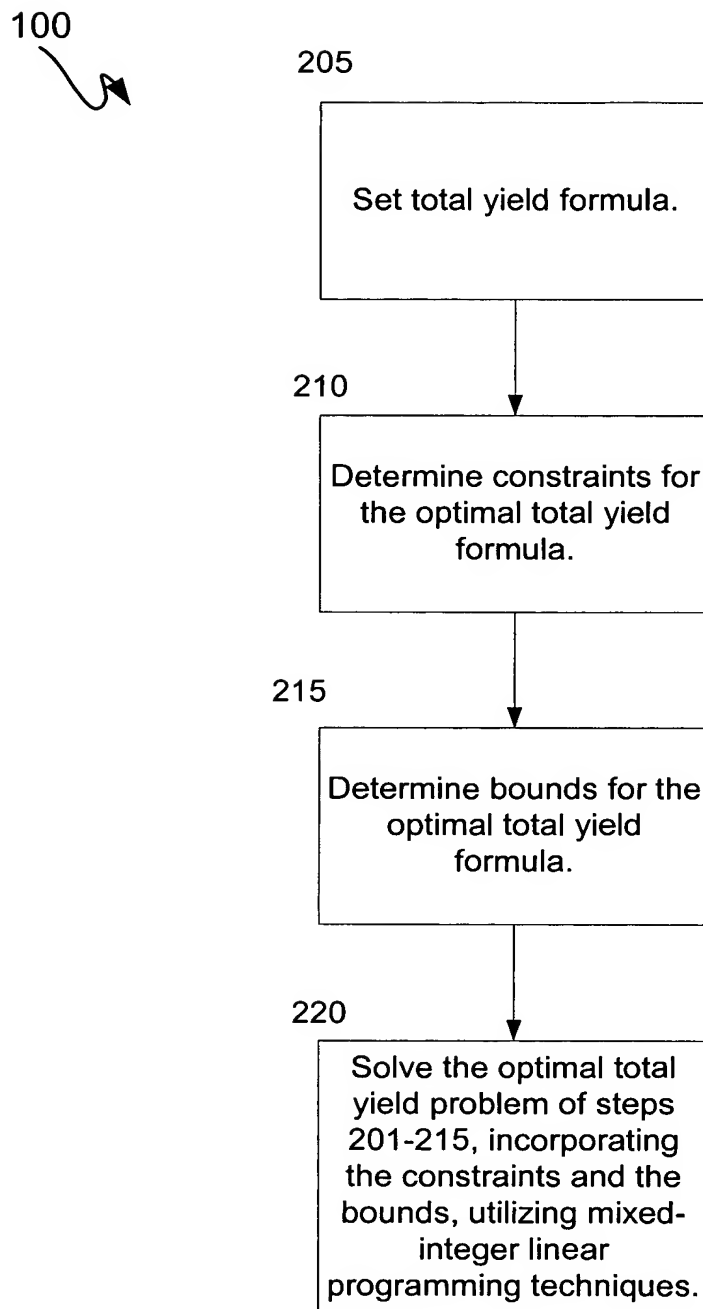 100
205
Set total yield formula.
210
Determine constraints for
the optimal total yield
formula.
215
Determine bounds for the
optimal total yield
formula.
220
Solve the optimal total
yield problem of steps
201-215, incorporating
the constraints and the
bounds, utilizing mixed-
integer linear
programming techniques.